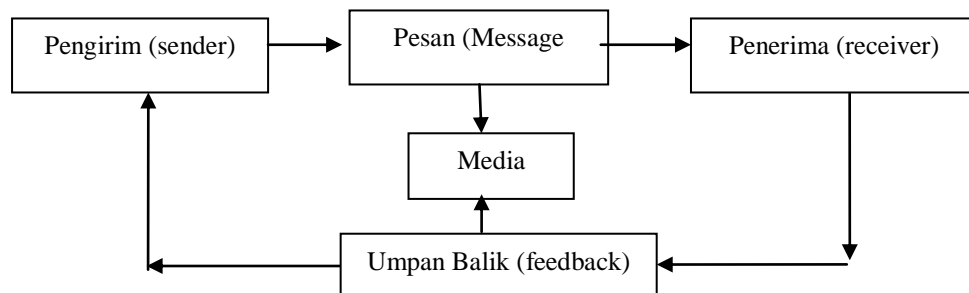 Pengirim (sender)
Pesan (Message
Penerima (receiver)
Media
Umpan Balik (feedback)